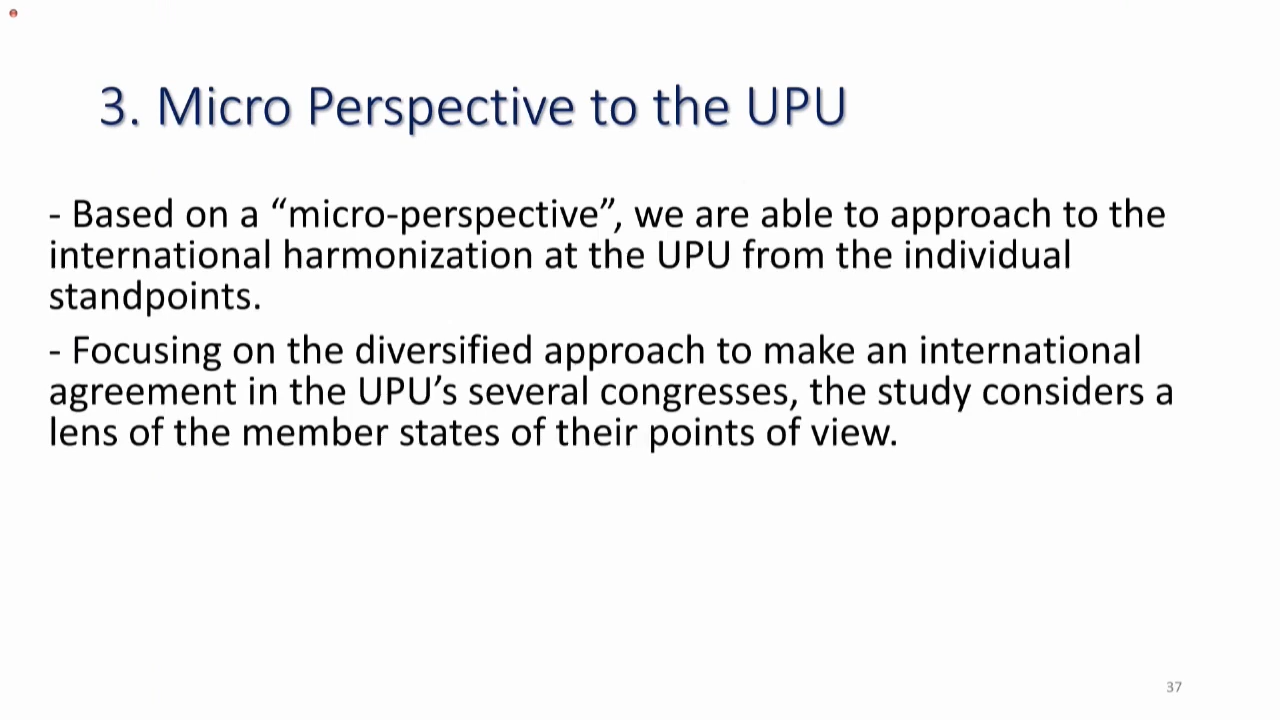 3. Micro Perspective to the UPU
- Based on a “micro-perspective”, we are able to approach to the
international harmonization at the UPU from the individual
standpoints.
- Focusing on the diversified approach to make an international
agreement in the UPU’s several congresses, the study considers a
lens of the member states of their points of view.
37